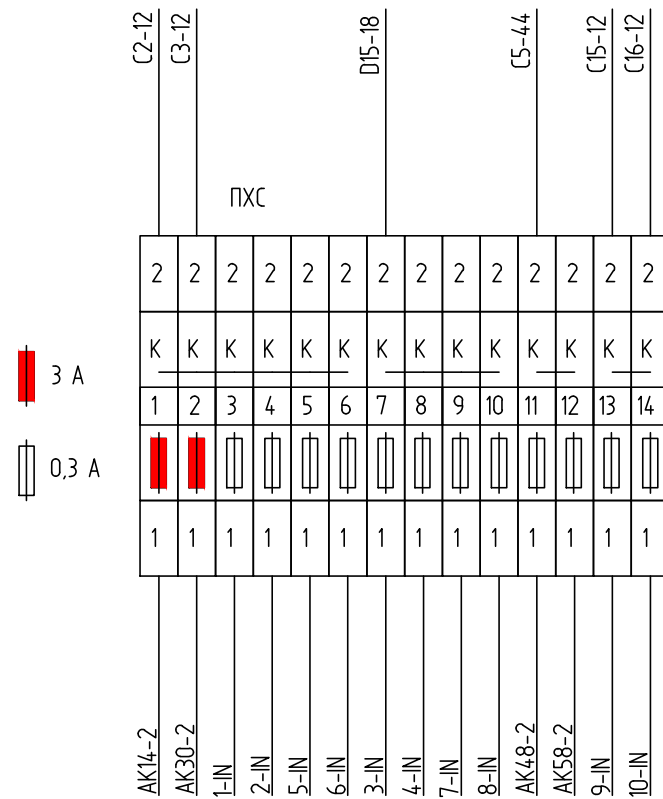 C2-12 C3-12 D15-18 C5-44 C15-12 C16-12
ПХС
2 2 2 2 2 2 2 2 2 2 2 2 2 2
K K K K K K K K K K K K K K
3 A
1 2 3 4 5 6 7 8 9 10 11 12 13 14
0,3 A
1 1 1 1 1 1 1 1 1 1 1 1 1 1
AK14-2 AK30-2 1-IN 2-IN 5-IN 6-IN 3-IN 4-IN 7-IN 8-IN AK48-2 AK58-2 9-IN 10-IN